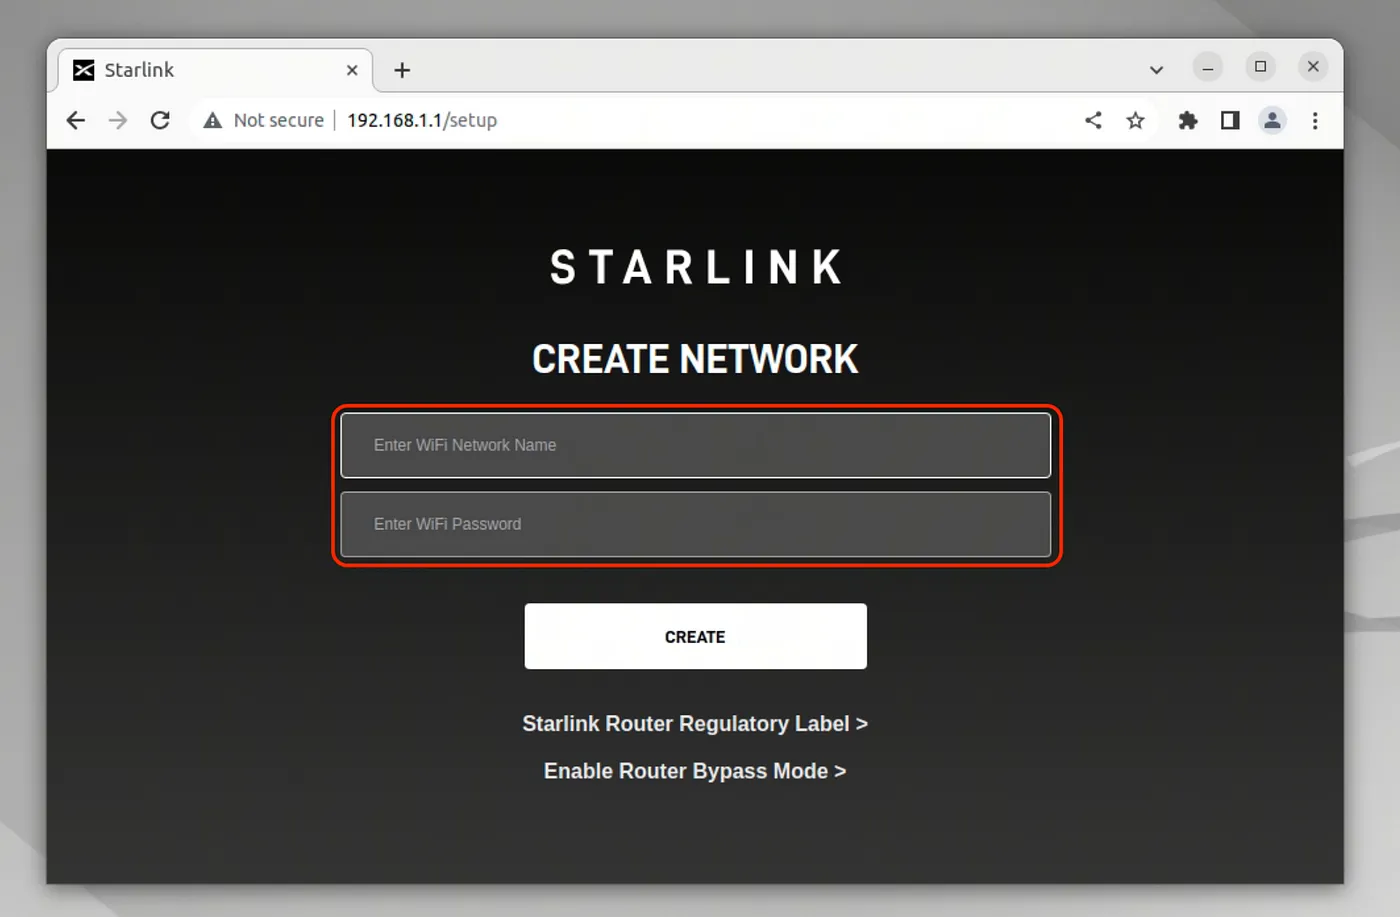 Starlink
Not secure 192.168.1.1/setup
STARLINK
CREATE NETWORK
Enter WiFi Network Name
Enter WiFi Password
CREATE
Starlink Router Regulatory Label >
Enable Router Bypass Mode >